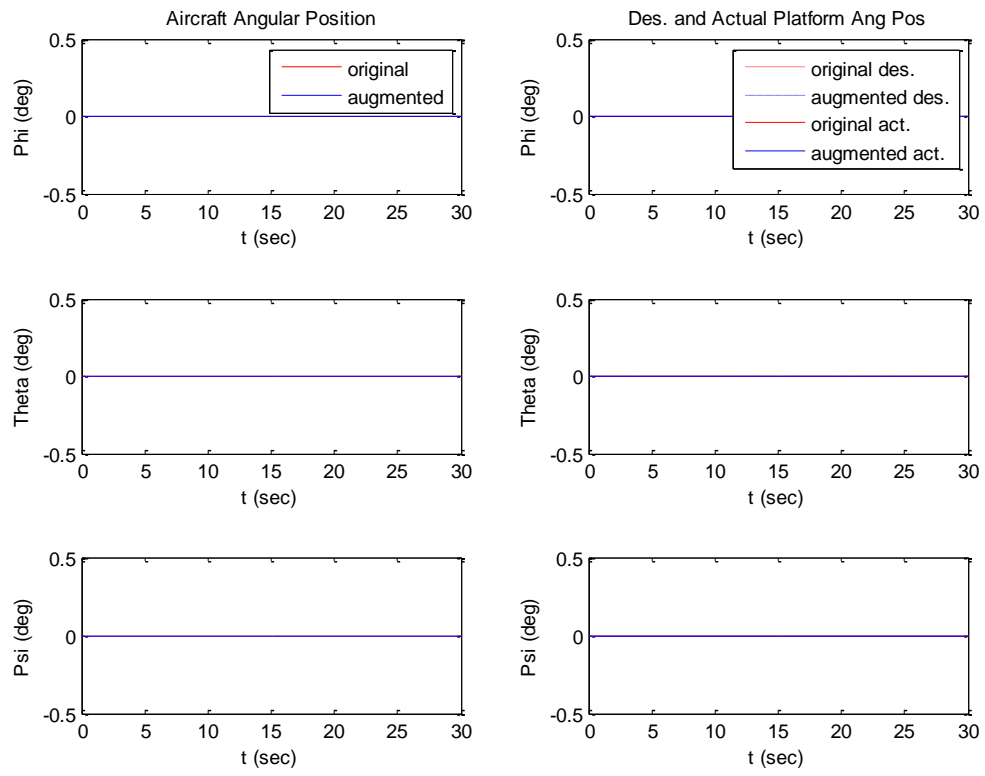 Aircraft Angular Position
Des. and Actual Platform Ang Pos
0.5
0
-0.5
Phi (deg)
original
augmented
0 5 10 15 20 25 30
t (sec)
0.5
0
-0.5
Phi (deg)
original des.
augmented des.
original act.
augmented act.
0 5 10 15 20 25 30
t (sec)
0.5
0
-0.5
Theta (deg)
0 5 10 15 20 25 30
t (sec)
0.5
0
-0.5
Theta (deg)
0 5 10 15 20 25 30
t (sec)
0.5
0
-0.5
Psi (deg)
0 5 10 15 20 25 30
t (sec)
0.5
0
-0.5
Psi (deg)
0 5 10 15 20 25 30
t (sec)